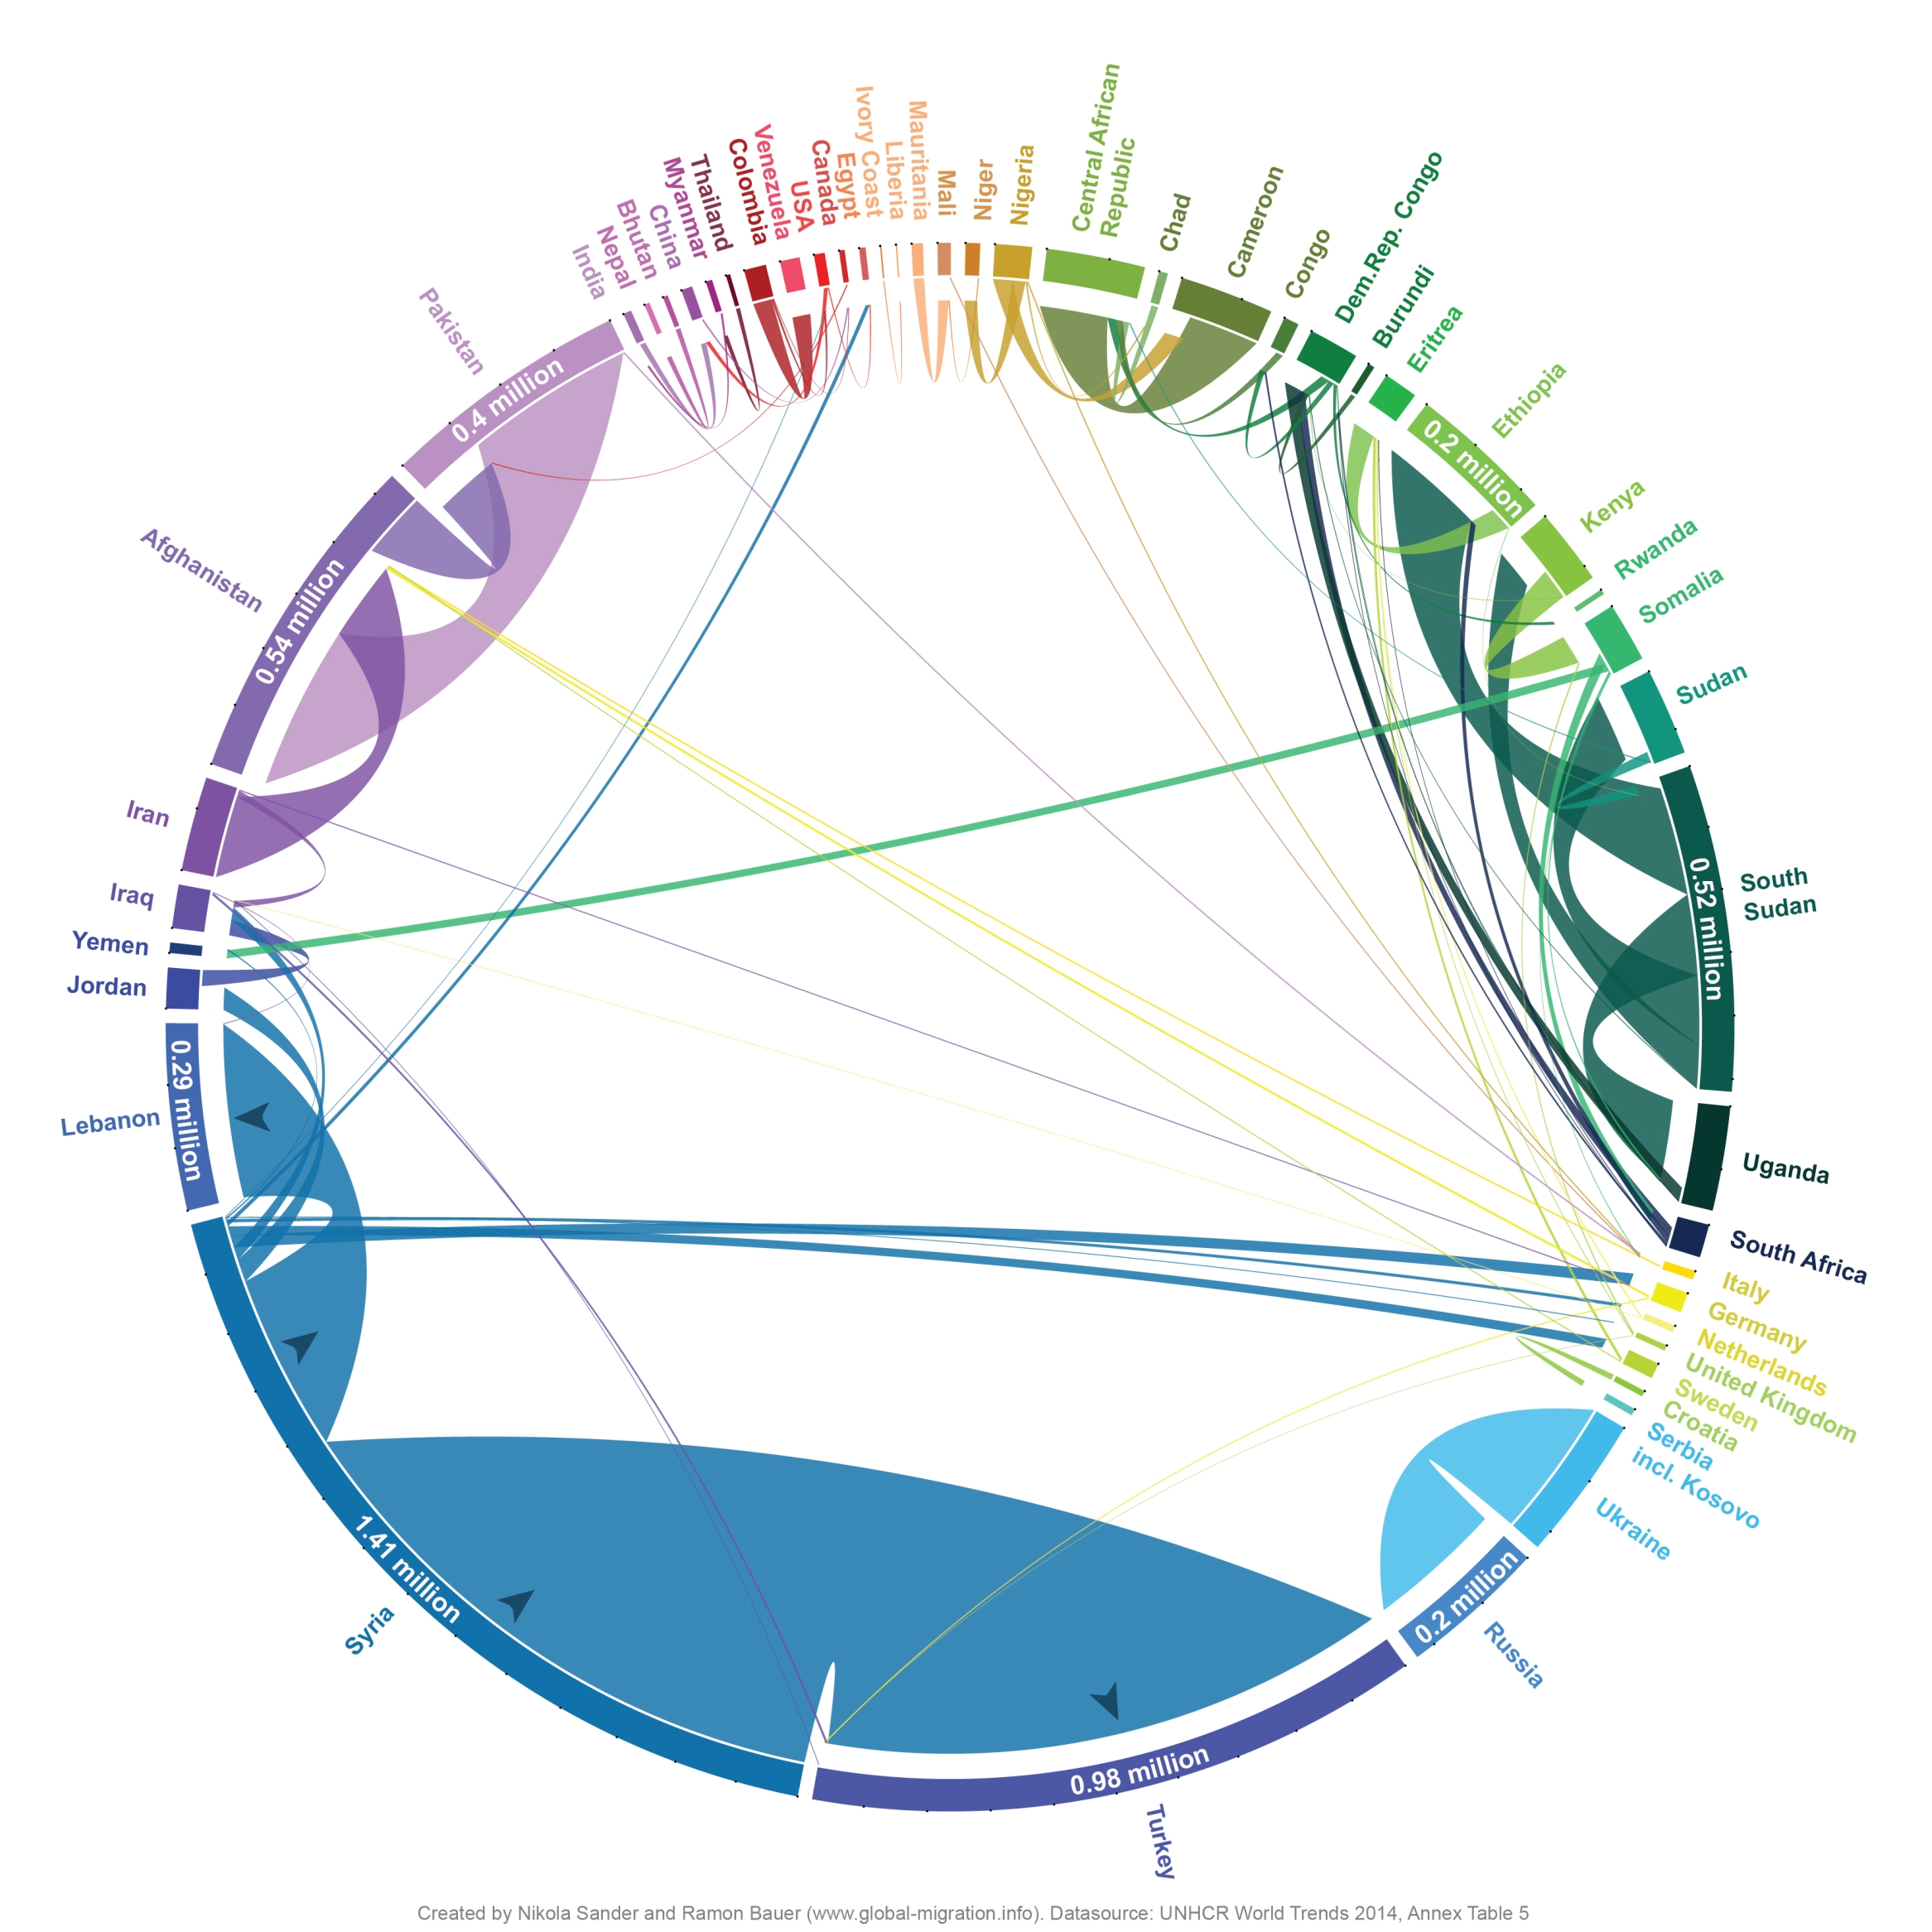 India
Nepal
Bhutan
China
Myanmar
Thailand
Colombia
Venezuela
USA
Canada
Egypt
Ivory Coast
Liberia
Mauritania
Mali
Niger
Nigeria
Central African
Republic
Chad
Cameroon
Congo
Dem.Rep. Congo
Burundi
Eritrea
Ethiopia
0.2 million
Kenya
Rwanda
Somalia
Sudan
South
Sudan
0.52 million
Uganda
South Africa
Italy
Germany
Netherlands
United Kingdom
Sweden
Croatia
Serbia
incl. Kosovo
Ukraine
Russia
0.2 million
Turkey
0.98 million
Syria
1.41 million
Lebanon
0.29 million
Jordan
Yemen
Iraq
Iran
Afghanistan
0.54 million
Pakistan
0.4 million
Created by Nikola Sander and Ramon Bauer (www.global-migration.info). Datasource: UNHCR World Trends 2014, Annex Table 5